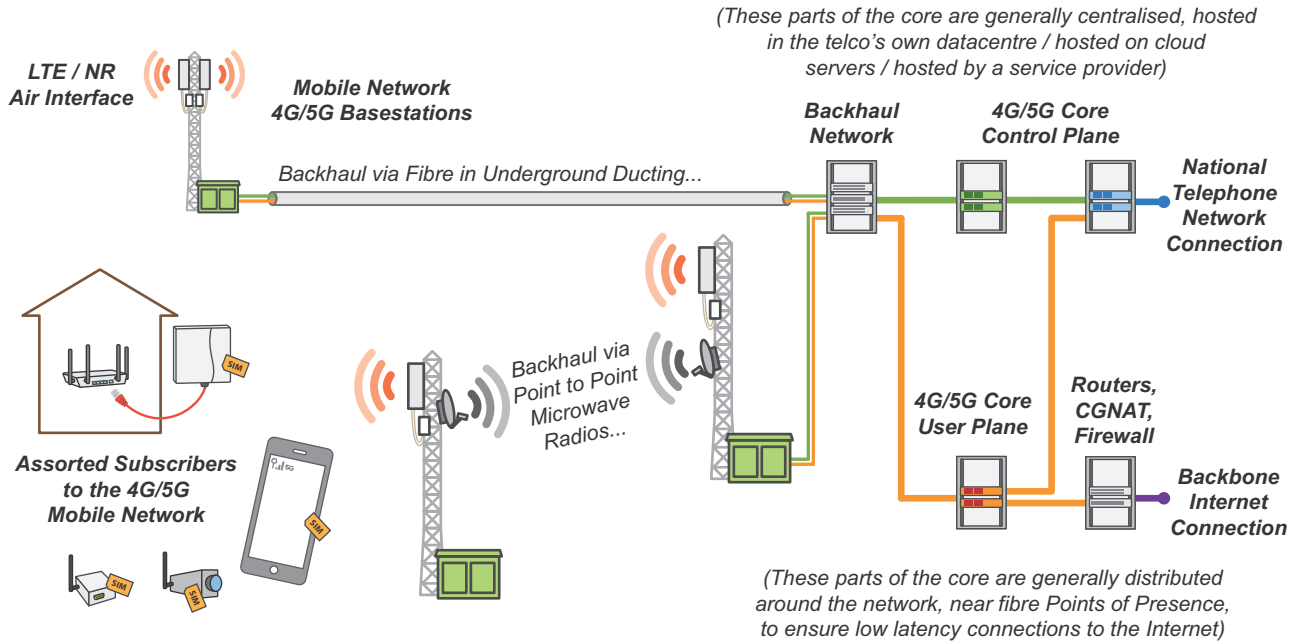 (These parts of the core are generally centralised, hosted
in the telco's own datacentre / hosted on cloud
servers / hosted by a service provider)
LTE / NR
Air Interface
Mobile Network
4G/5G Basestations
Backhaul
Network
4G/5G Core
Control Plane
Backhaul via Fibre in Underground Ducting...
National
Telephone
Network
Connection
SIM
Backhaul via
Point to Point
Microwave
Radios...
4G/5G Core
User Plane
Routers,
CGNAT,
Firewall
Assorted Subscribers
to the 4G/5G
Mobile Network
5G
SIM
SIM
SIM
Backbone
Internet
Connection
(These parts of the core are generally distributed
around the network, near fibre Points of Presence,
to ensure low latency connections to the Internet)